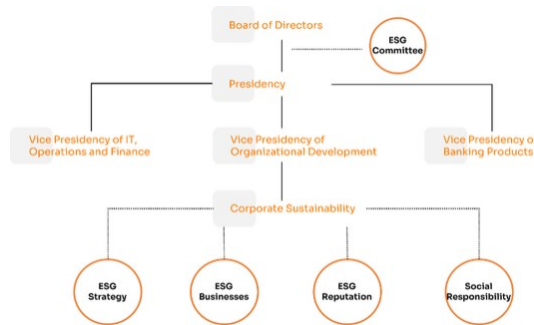 Board of Directors
ESG
Committee
Presidency
Vice Presidency of IT,
Operations and Finance
Vice Presidency of
Organizational Development
Vice Presidency o
Banking Products
Corporate Sustainability
ESG
Strategy
ESG
Businesses
ESG
Reputation
Social
Responsibility